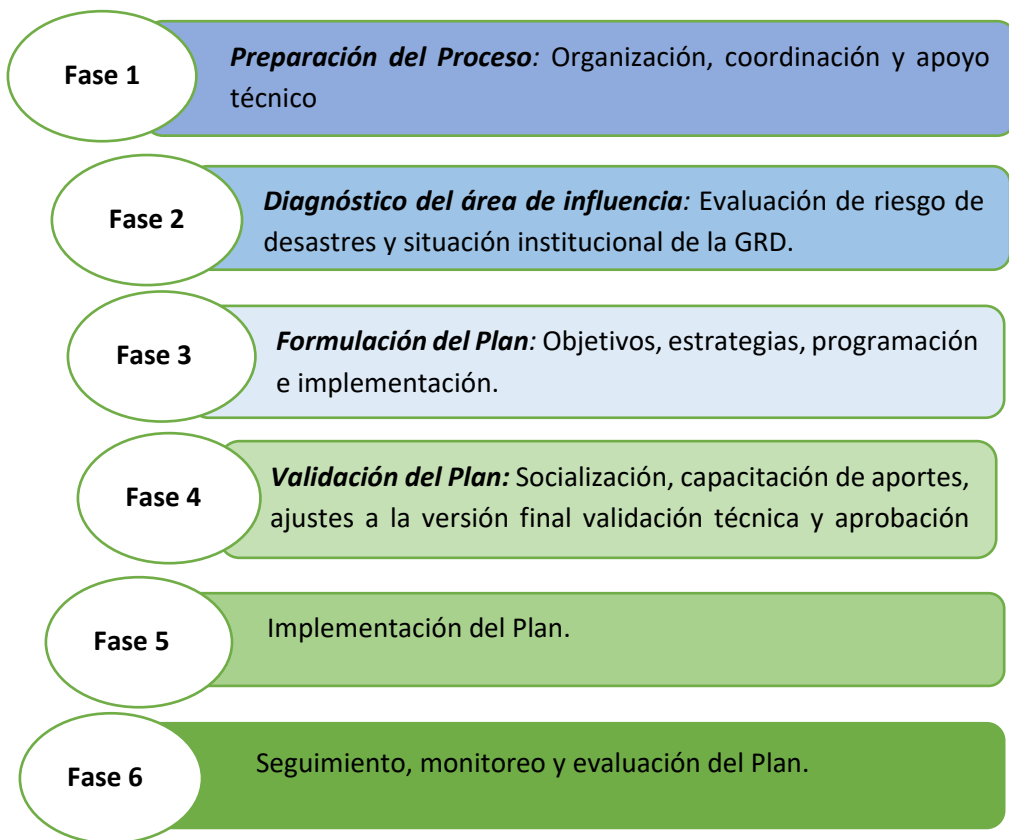 Fase 1
Preparación del Proceso: Organización, coordinación y apoyo
técnico
Fase 2
Diagnóstico del área de influencia: Evaluación de riesgo de
desastres y situación institucional de la GRD.
Fase 3
Formulación del Plan: Objetivos, estrategias, programación
e implementación.
Fase 4
Validación del Plan: Socialización, capacitación de aportes,
ajustes a la versión final validación técnica y aprobación
Fase 5
Implementación del Plan.
Fase 6
Seguimiento, monitoreo y evaluación del Plan.